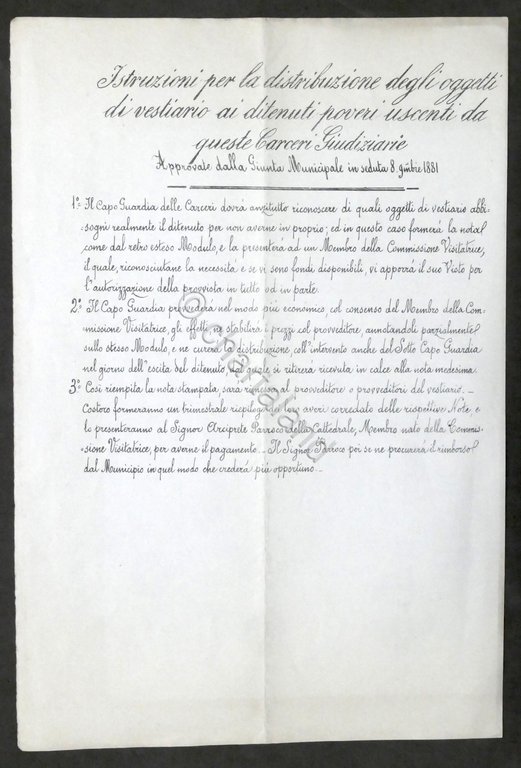 Istruzioni per la distribuzione degli oggetti
di vestiario ai ditenuti poveri uscenti da
queste Carceri Giudiziarie
Approvate dalla Giunta Municipale in seduta 8. 9mbre 1881
1º. Il Capo Guardia delle Carceri dovrà anzitutto riconoscere di quali oggetti di vestiario abbi-
=sogni realmente il ditenuto per non averne in proprio; ed in questo caso formerà la nota
come dal retro esteso Modulo, e la presenterà ad un Membro della Commissione Visitatrice,
il quale, riconosciutane la necessità e se vi sono fondi disponibili, vi apporrà il suo Visto per
l'autorizzazione della provvista in tutto od in parte.
2º. Il Capo Guardia provvederà nel modo più economico, col consenso del Membro della Com-
=missione Visitatrice, gli effetti e stabilirà i prezzi col provveditore, annotandoli parzialmente
sullo stesso Modulo, e ne curerà la distribuzione, coll'intervento anche del Sotto Capo Guardia
nel giorno dell'escita del ditenuto, dal quale si ritirerà ricevuta in calce alla nota medesima.
3º. Così riempita la nota stampata, sarà rimessa al provveditore o provveditori del vestiario. _
Costoro formeranno un bimestrale riepilogo dei loro averi corredato delle rispettive Note e
lo presenteranno al Signor Arciprete Parroco della Cattedrale, Membro nato della Commis-
=sione Visitatrice, per averne il pagamento. _ Il Signor Parroco poi se ne procurerà il rimborso
dal Municipio in quel modo che crederà più opportuno. _
© chartaland